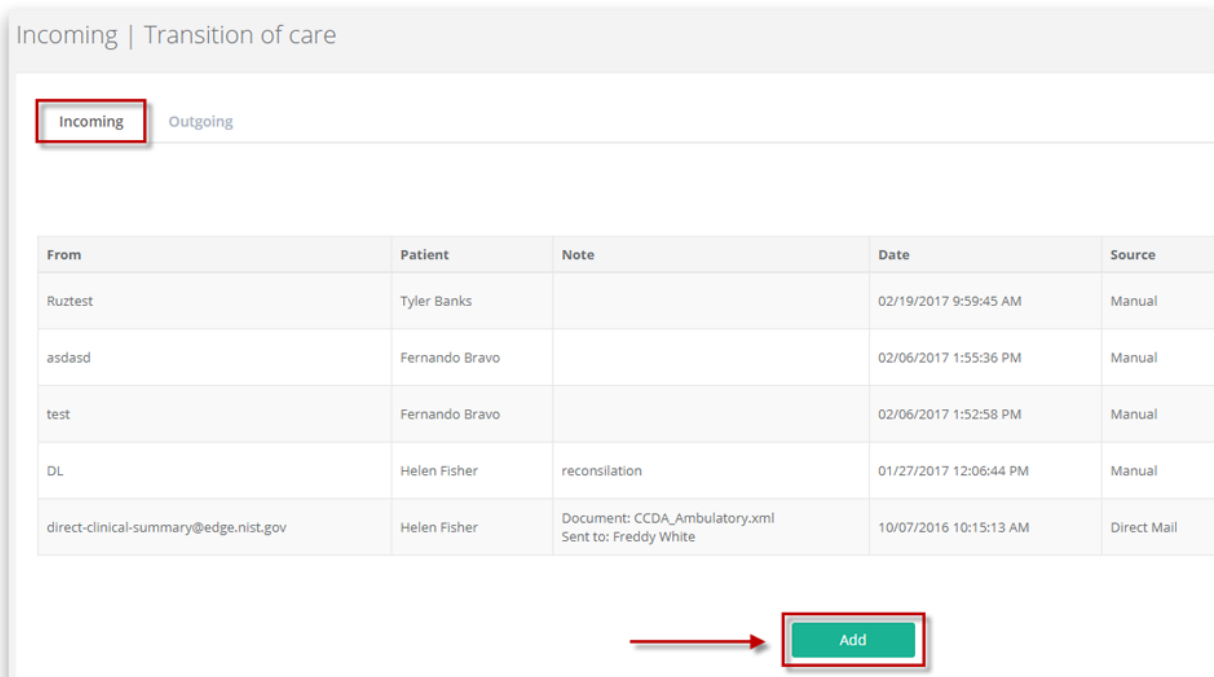 Incoming | Transition of care
Incoming Outgoing
From Patient Note Date Source
Ruztest Tyler Banks 02/19/2017 9:59:45 AM Manual
asdasd Fernando Bravo 02/06/2017 1:55:36 PM Manual
test Fernando Bravo 02/06/2017 1:52:58 PM Manual
DL Helen Fisher reconsilation 01/27/2017 12:06:44 PM Manual
direct-clinical-summary@edge.nist.gov Helen Fisher Document: CCDA_Ambulatory.xml 10/07/2016 10:15:13 AM Direct Mail
Sent to: Freddy White
Add